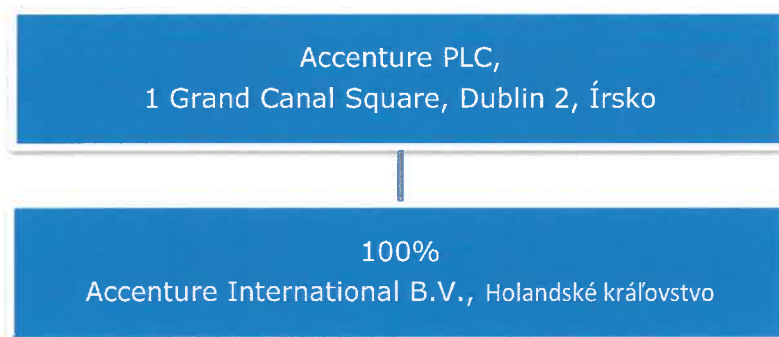 Accenture PLC,
1 Grand Canal Square, Dublin 2, Írsko
100%
Accenture International B.V., Holandské kráľovstvo